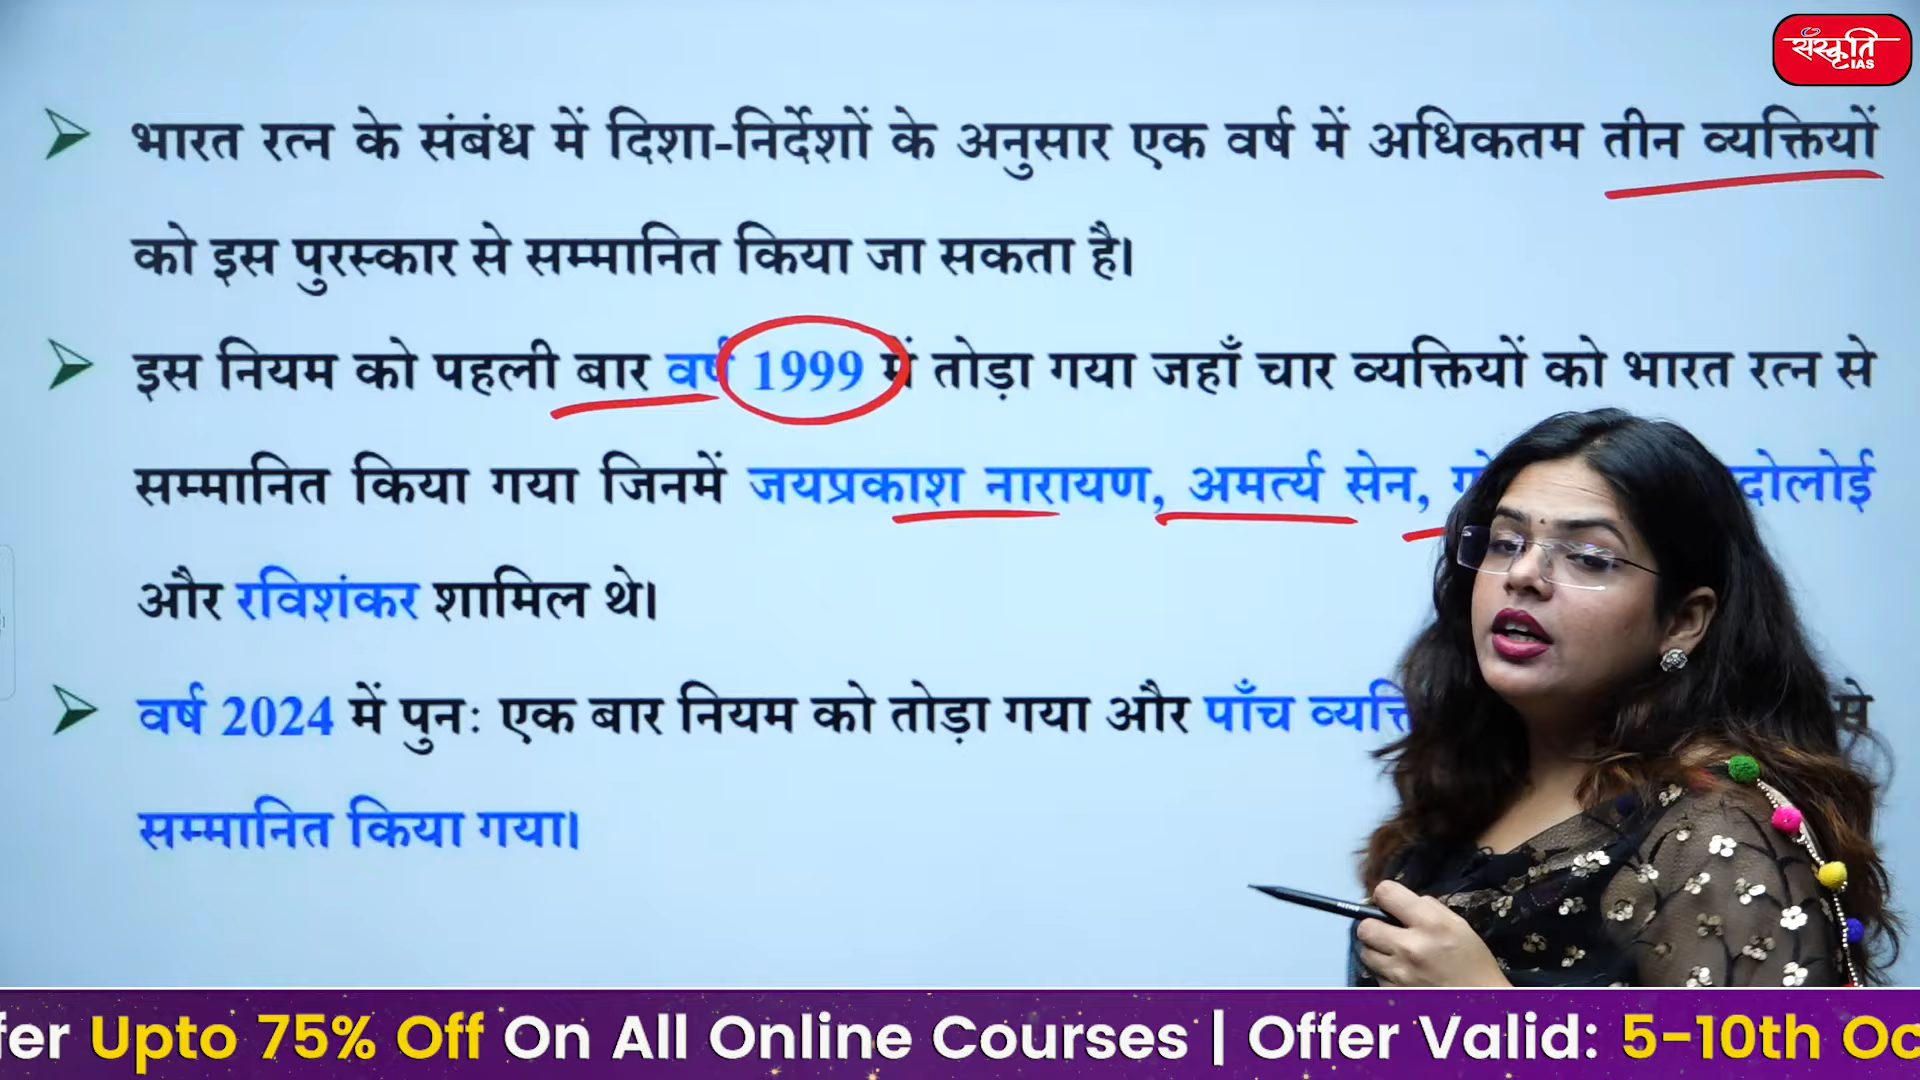 संस्कृति
IAS
भारत रत्न के संबंध में दिशा-निर्देशों के अनुसार एक वर्ष में अधिकतम तीन व्यक्तियों
को इस पुरस्कार से सम्मानित किया जा सकता है।
इस नियम को पहली बार वर्ष 1999 में तोड़ा गया जहाँ चार व्यक्तियों को भारत रत्न से
सम्मानित किया गया जिनमें जयप्रकाश नारायण, अमर्त्य सेन, दोलोई
और रविशंकर शामिल थे।
वर्ष 2024 में पुनः एक बार नियम को तोड़ा गया और पाँच से
सम्मानित किया गया।
fer Upto 75% Off On All Online Courses | Offer Valid: 5-10th Oc